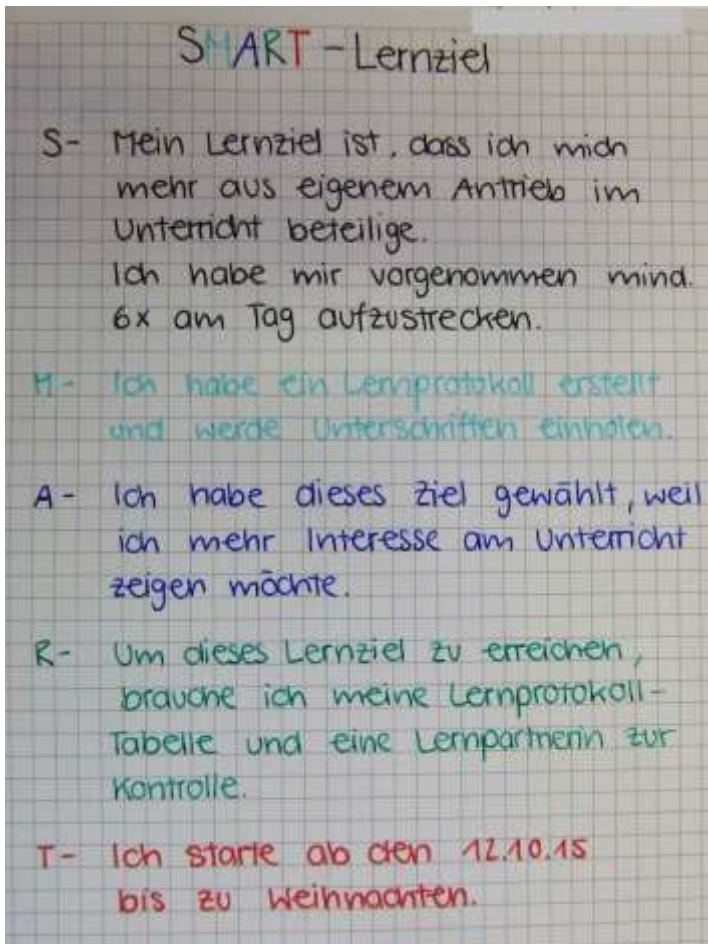 SMART - Lernziel
S- Mein Lernziel ist, dass ich mich
mehr aus eigenem Antrieb im
Unterricht beteilige.
Ich habe mir vorgenommen mind.
6x am Tag aufzustrecken.
M- Ich habe ein Lernprotokoll erstellt
und werde Unterschriften einholen.
A- Ich habe dieses Ziel gewählt, weil
ich mehr Interesse am Unterricht
zeigen möchte.
R- Um dieses Lernziel zu erreichen,
brauche ich meine Lernprotokoll-
Tabelle und eine Lernpartnerin zur
Kontrolle.
T- Ich starte ab den 12.10.15
bis zu Weihnachten.